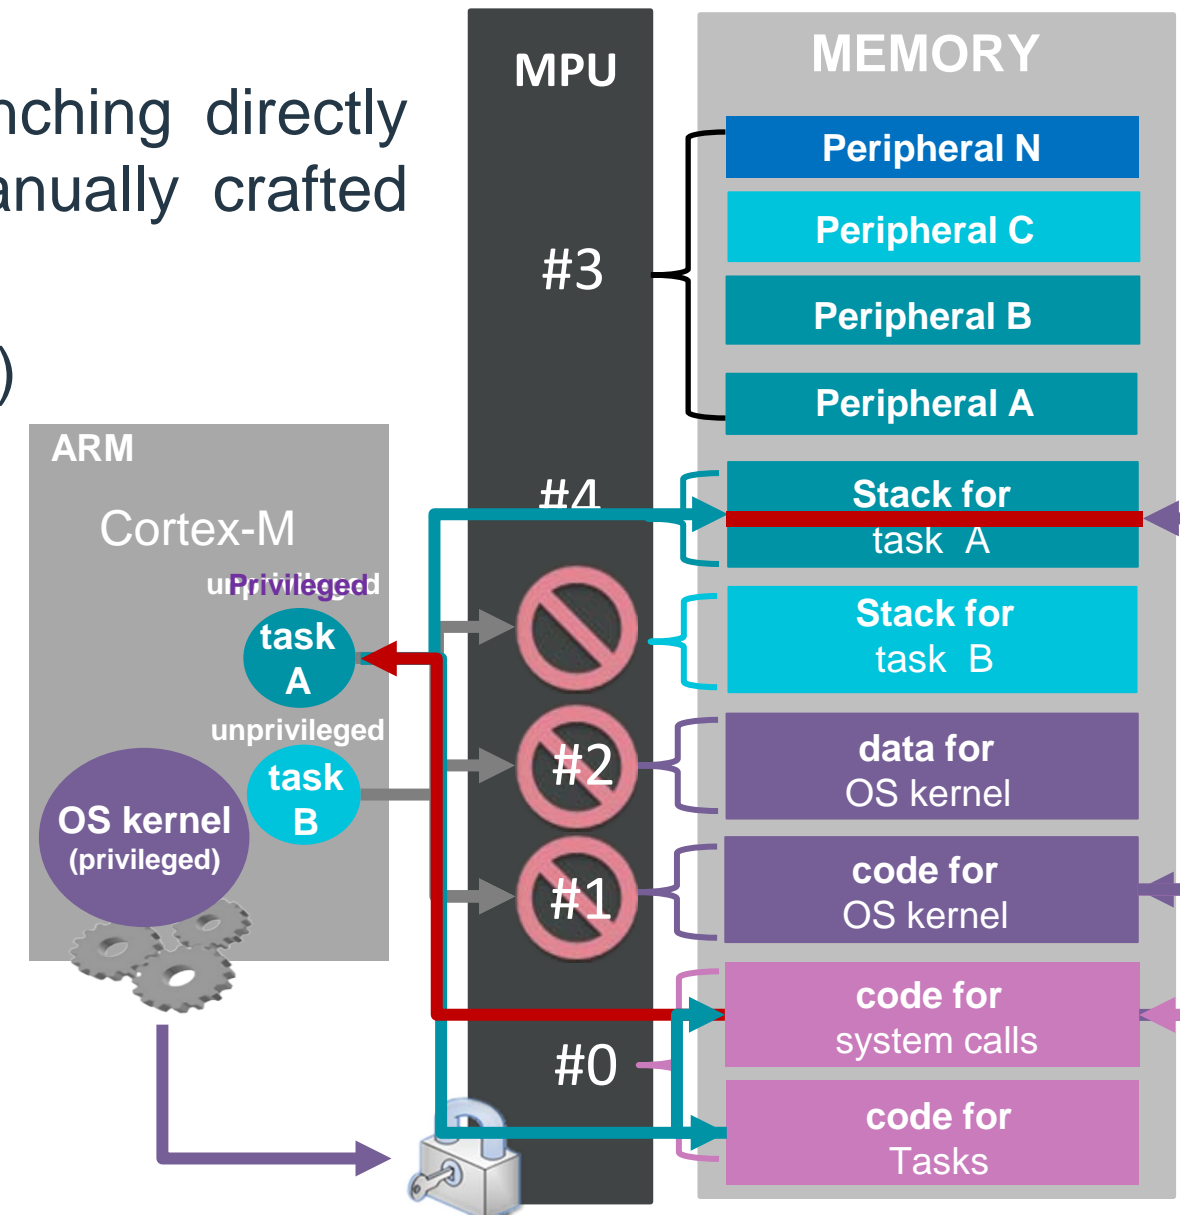 nching directly
anually crafted
)
MPU
MEMORY
Peripheral N
Peripheral C
#3
Peripheral B
Peripheral A
ARM
Cortex-M
#4
Stack for
task A
unprivileged
Privileged
task
A
Stack for
task B
unprivileged
task
B
OS kernel
(privileged)
#2
data for
OS kernel
#1
code for
OS kernel
code for
system calls
#0
code for
Tasks